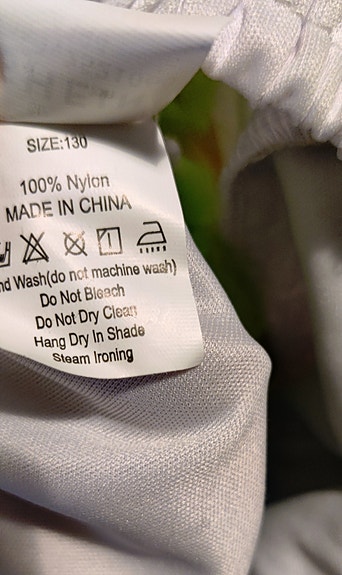 SIZE:130
100% Nylon
MADE IN CHINA
nd Wash(do not machine wash)
Do Not Bleach
Do Not Dry Clean
Hang Dry In Shade
Steam Ironing